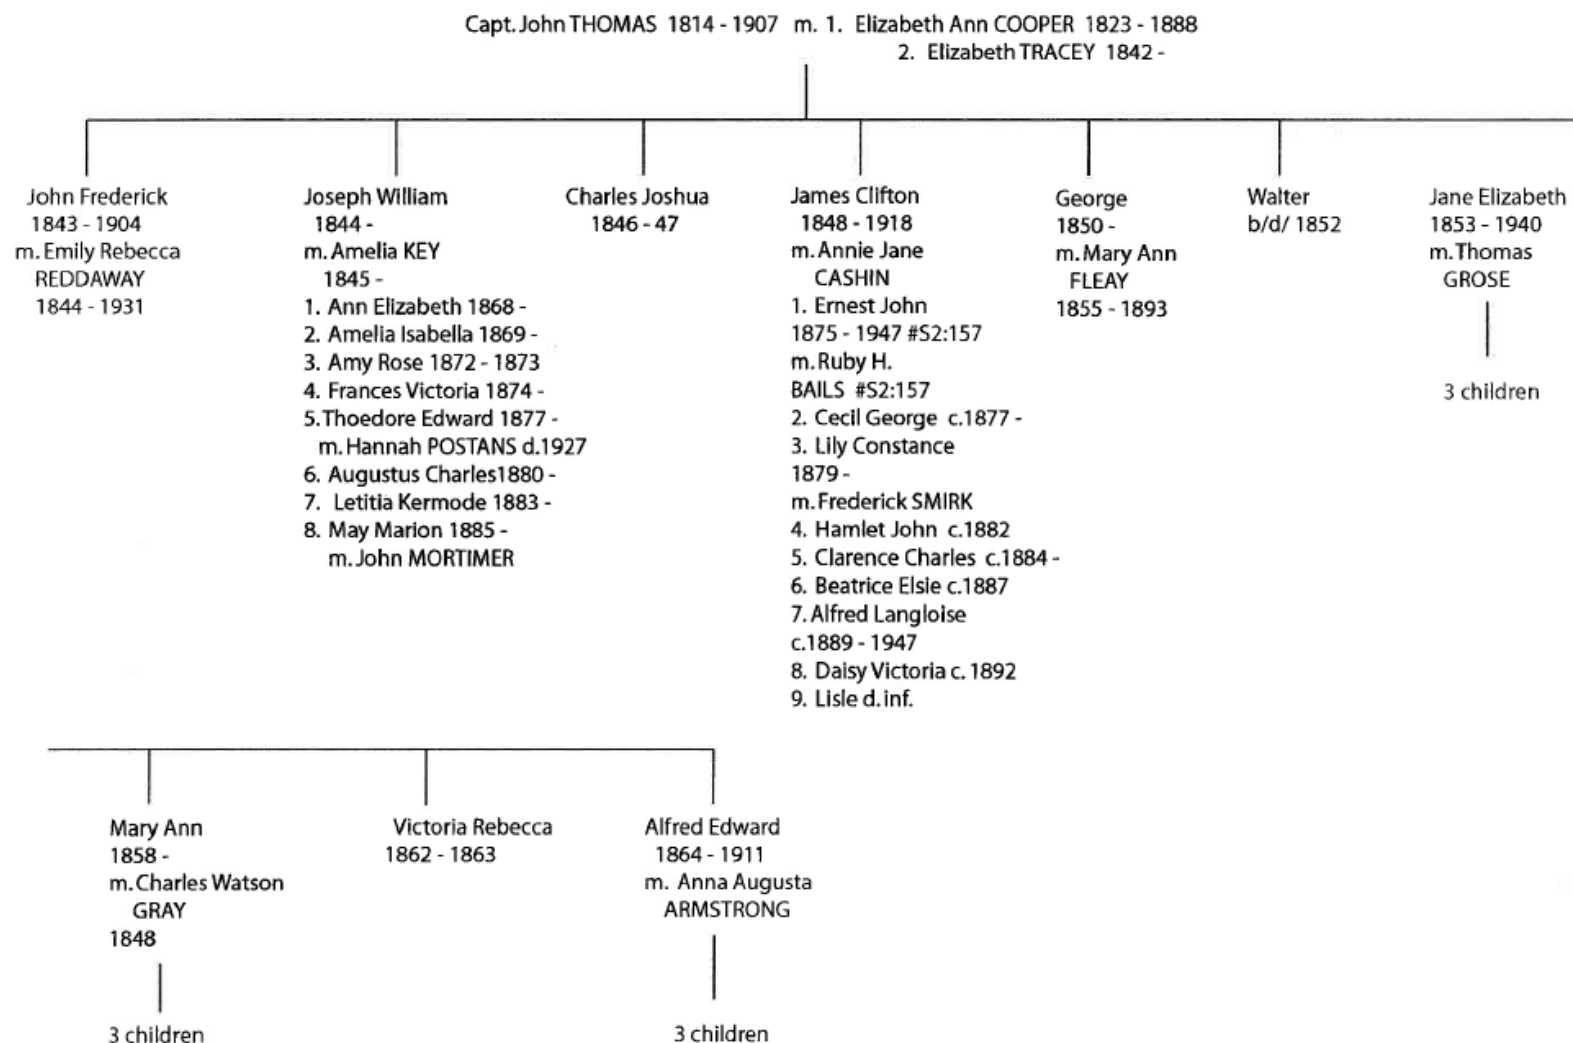 Capt. John THOMAS 1814 - 1907 m. 1. Elizabeth Ann COOPER 1823 - 1888
2. Elizabeth TRACEY 1842 -
John Frederick
1843 - 1904
m. Emily Rebecca
REDDAWAY
1844 - 1931
Joseph William
1844 -
m. Amelia KEY
1845 -
1. Ann Elizabeth 1868 -
2. Amelia Isabella 1869 -
3. Amy Rose 1872 - 1873
4. Frances Victoria 1874 -
5. Thoedore Edward 1877 -
m. Hannah POSTANS d.1927
6. Augustus Charles1880 -
7. Letitia Kermode 1883 -
8. May Marion 1885 -
m. John MORTIMER
Charles Joshua
1846 - 47
James Clifton
1848 - 1918
m. Annie Jane
CASHIN
1. Ernest John
1875 - 1947 #S2:157
m. Ruby H.
BAILS #S2:157
2. Cecil George c.1877 -
3. Lily Constance
1879 -
m. Frederick SMIRK
4. Hamlet John c.1882
5. Clarence Charles c.1884 -
6. Beatrice Elsie c.1887
7. Alfred Langloise
c.1889 - 1947
8. Daisy Victoria c. 1892
9. Lisle d. inf.
George
1850 -
m. Mary Ann
FLEAY
1855 - 1893
Walter
b/d/ 1852
Jane Elizabeth
1853 - 1940
m. Thomas
GROSE
3 children
Mary Ann
1858 -
m. Charles Watson
GRAY
1848
3 children
Victoria Rebecca
1862 - 1863
Alfred Edward
1864 - 1911
m. Anna Augusta
ARMSTRONG
3 children